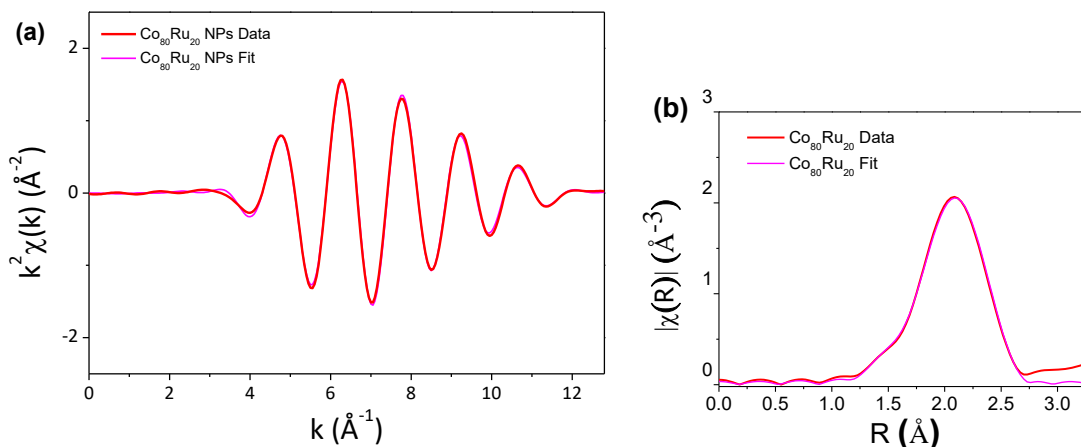 (a)
Co₈₀Ru₂₀ NPs Data
Co₈₀Ru₂₀ NPs Fit
2
0
-2
k²χ(k) (Å⁻²)
0 2 4 6 8 10 12
k (Å⁻¹)
(b)
Co₈₀Ru₂₀ Data
Co₈₀Ru₂₀ Fit
3
2
1
0
|χ(R)| (Å⁻³)
0.0 0.5 1.0 1.5 2.0 2.5 3.0
R (Å)